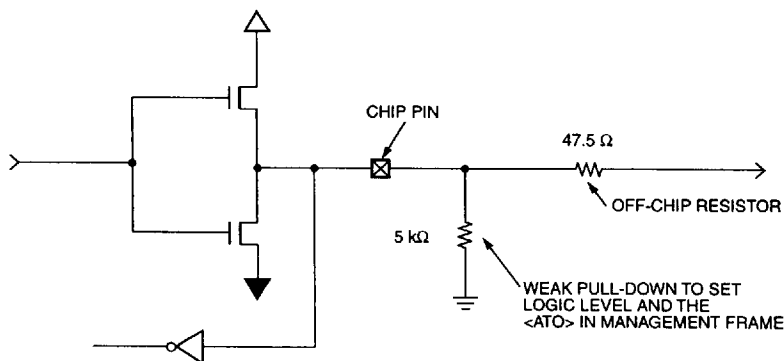 CHIP PIN
47.5 Ω
OFF-CHIP RESISTOR
5 kΩ
WEAK PULL-DOWN TO SET
LOGIC LEVEL AND THE
<ATO> IN MANAGEMENT FRAME